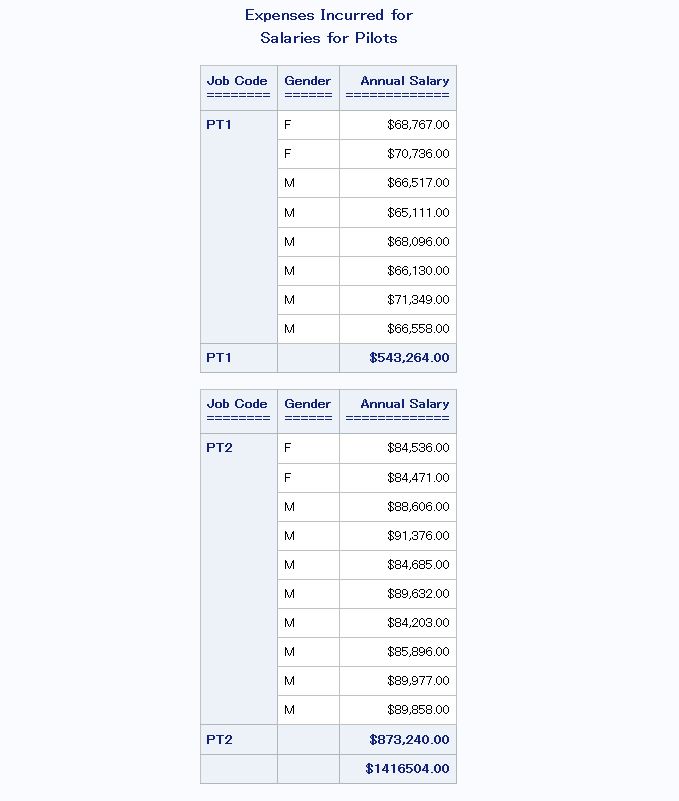 Expenses Incurred for
Salaries for Pilots
Job Code Gender Annual Salary
======== ====== =============
PT1 F $68,767.00
F $70,736.00
M $66,517.00
M $65,111.00
M $68,096.00
M $66,130.00
M $71,349.00
M $66,558.00
PT1 $543,264.00
Job Code Gender Annual Salary
======== ====== =============
PT2 F $84,536.00
F $84,471.00
M $88,606.00
M $91,376.00
M $84,685.00
M $89,632.00
M $84,203.00
M $85,896.00
M $89,977.00
M $89,858.00
PT2 $873,240.00
$1416504.00